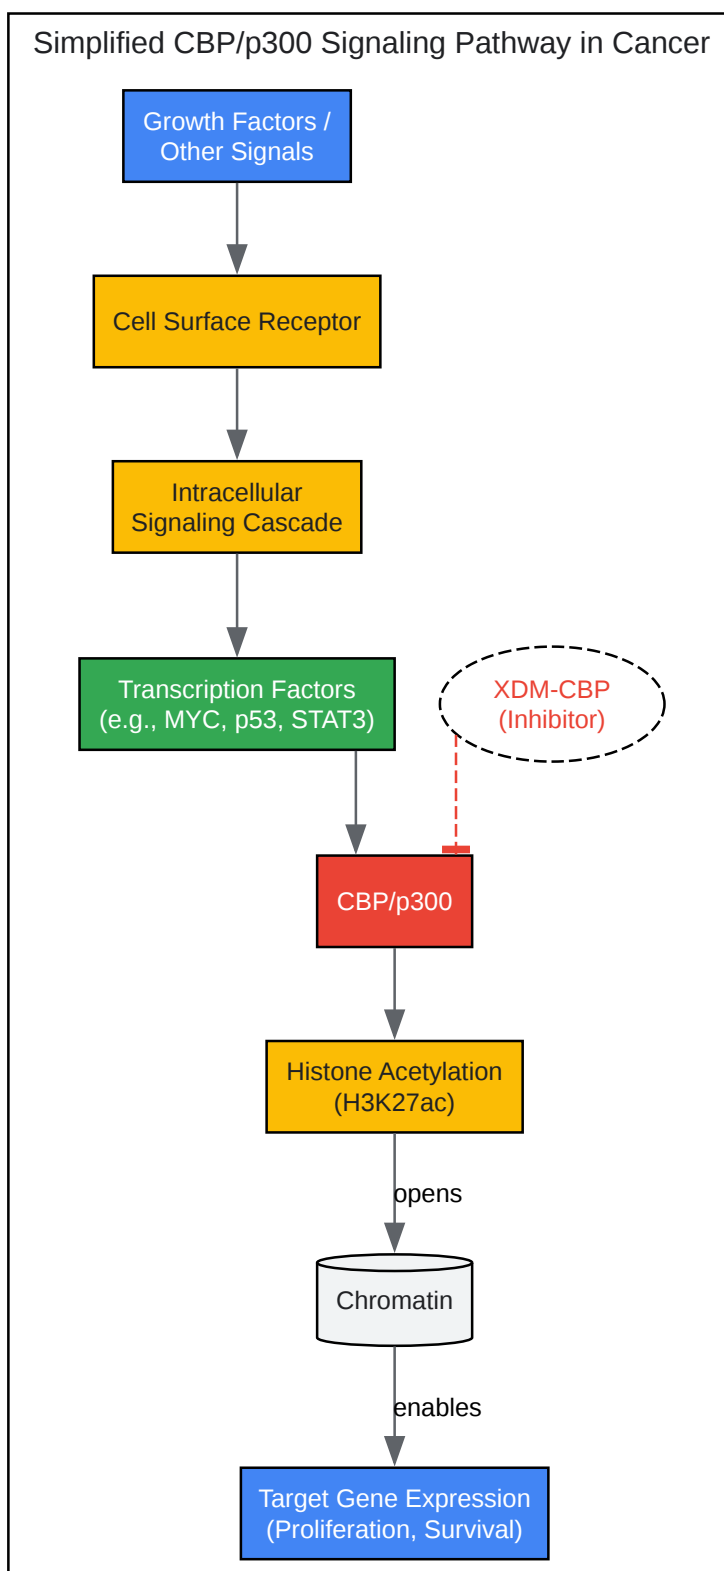 Simplified CBP/p300 Signaling Pathway in Cancer
Growth Factors /
Other Signals
Cell Surface Receptor
Intracellular
Signaling Cascade
Transcription Factors
(e.g., MYC, p53, STAT3)
XDM-CBP
(Inhibitor)
CBP/p300
Histone Acetylation
(H3K27ac)
opens
Chromatin
enables
Target Gene Expression
(Proliferation, Survival)